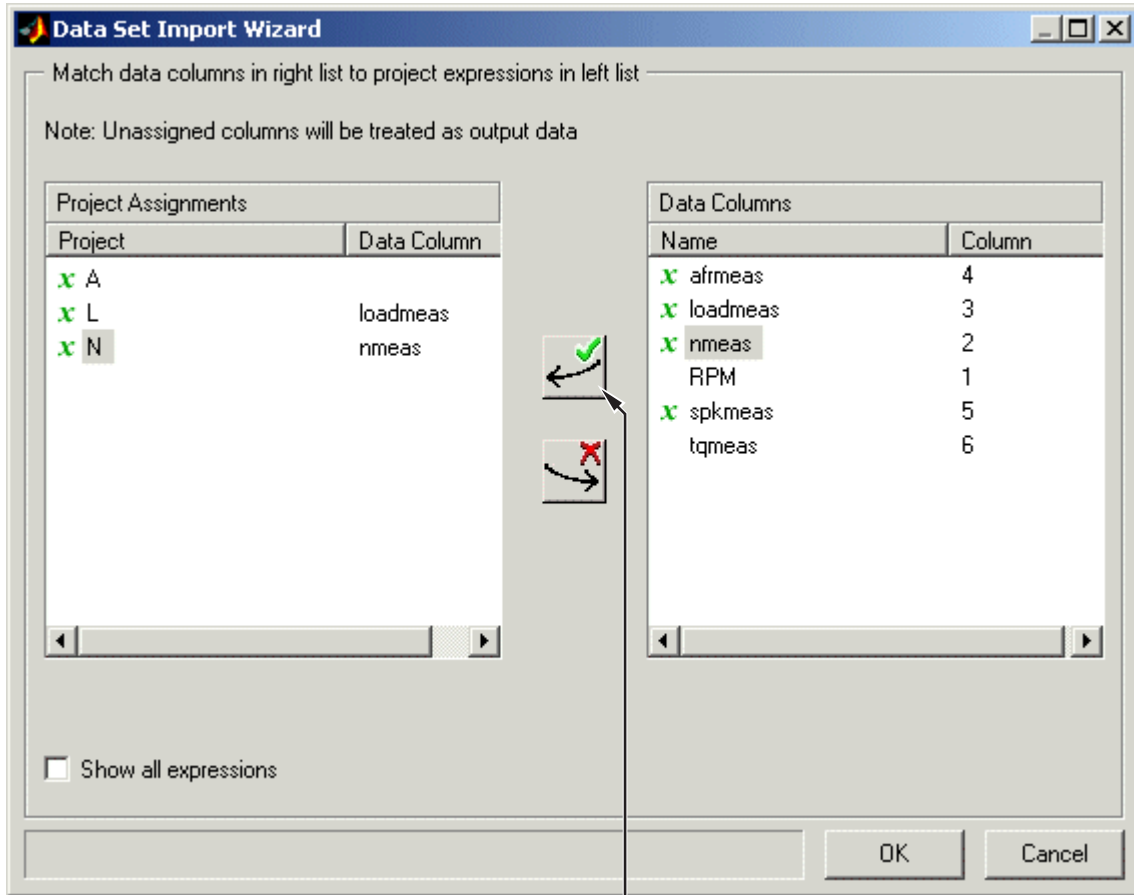 Data Set Import Wizard
Match data columns in right list to project expressions in left list
Note: Unassigned columns will be treated as output data
Project Assignments
Project Data Column
x A
x L loadmeas
x N nmeas
Data Columns
Name Column
x afrmeas 4
x loadmeas 3
x nmeas 2
RPM 1
x spkmeas 5
tqmeas 6
Show all expressions
OK Cancel